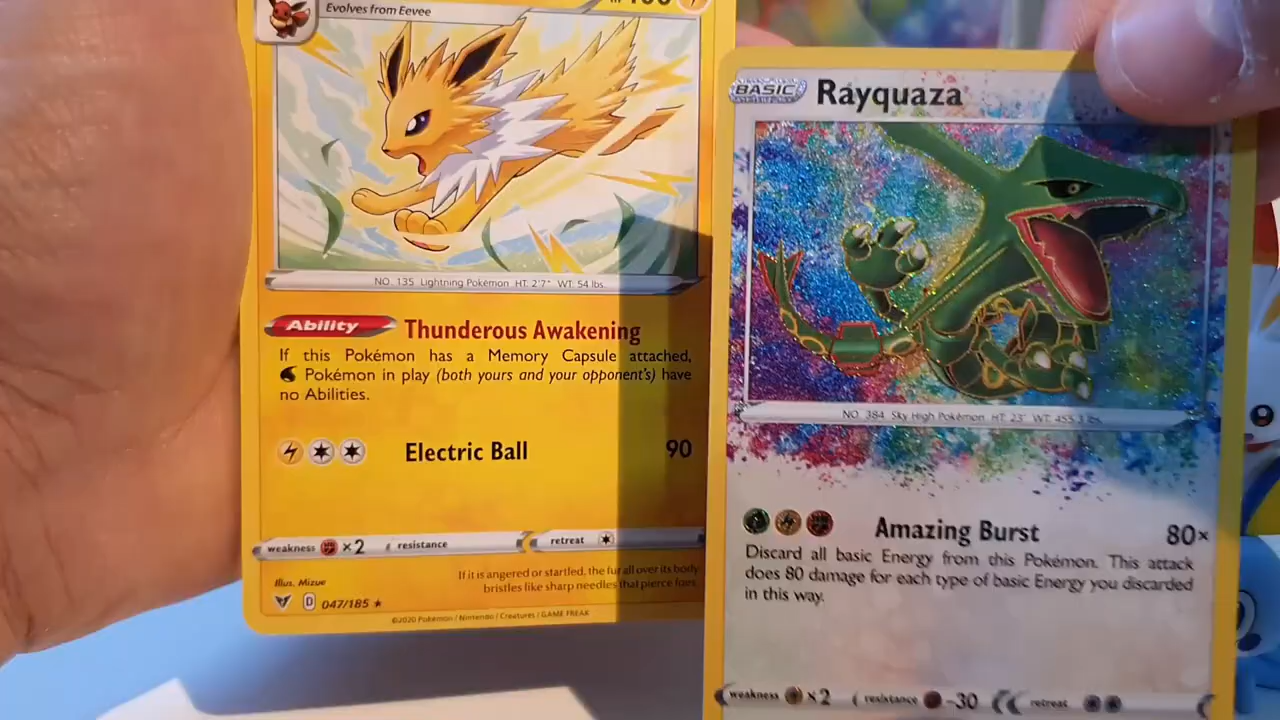 Evolves from Eevee
NO. 135 Lightning Pokémon HT. 2'7" WT. 54 lbs.
Ability Thunderous Awakening
If this Pokémon has a Memory Capsule attached,
Pokémon in play (both yours and your opponent's) have
no Abilities.
Electric Ball 90
weakness ×2 resistance retreat
Illus. Mizue
If it is angered or startled, the fur all over its body
bristles like sharp needles that pierce foes.
D 047/185
©2020 Pokémon / Nintendo / Creatures / GAME FREAK
BASIC Rayquaza
NO. 384 Sky High Pokémon HT. 23' WT. 455.3 lbs.
Amazing Burst 80×
Discard all basic Energy from this Pokémon. This attack
does 80 damage for each type of basic Energy you discarded
in this way.
weakness ×2 resistance -30 retreat